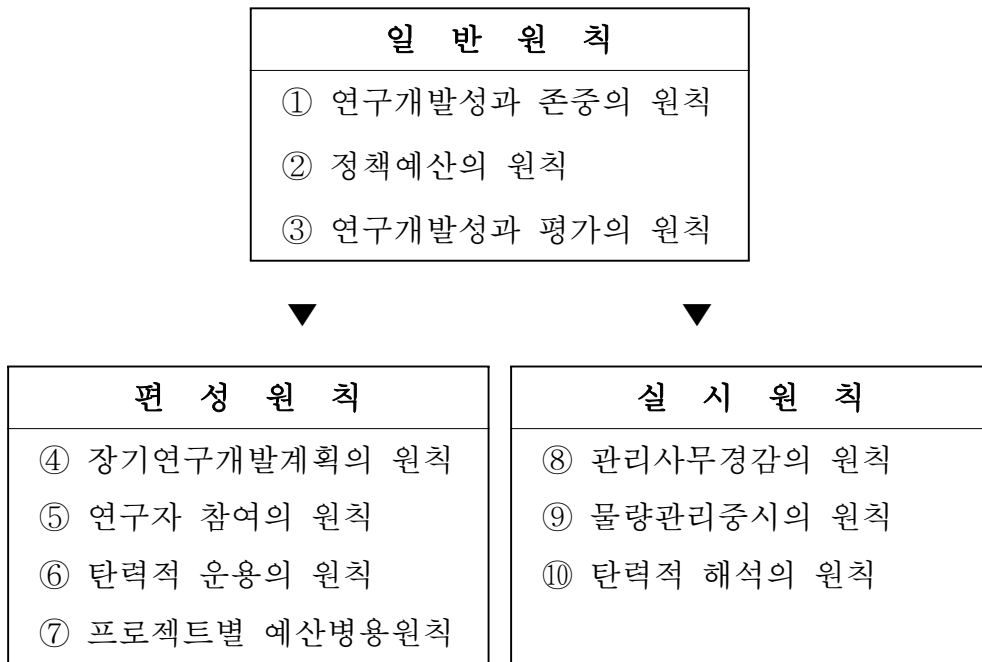 일 반 원 칙
① 연구개발성과 존중의 원칙
② 정책예산의 원칙
③ 연구개발성과 평가의 원칙
편 성 원 칙
④ 장기연구개발계획의 원칙
⑤ 연구자 참여의 원칙
⑥ 탄력적 운용의 원칙
⑦ 프로젝트별 예산병용원칙
실 시 원 칙
⑧ 관리사무경감의 원칙
⑨ 물량관리중시의 원칙
⑩ 탄력적 해석의 원칙